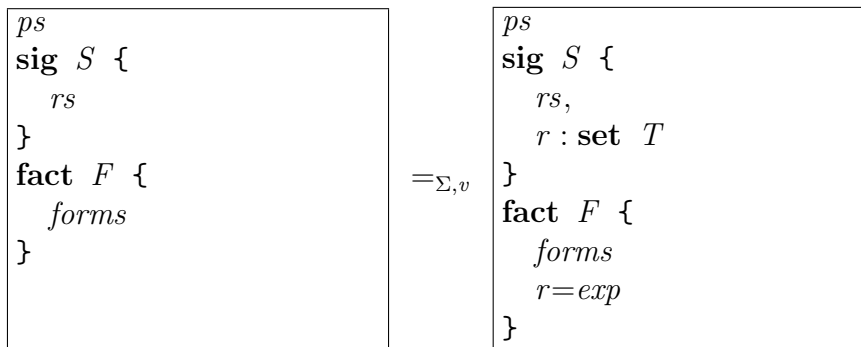 ps
sig S {
rs
}
fact F {
forms
}
=Σ,v
ps
sig S {
rs,
r : set T
}
fact F {
forms
r=exp
}